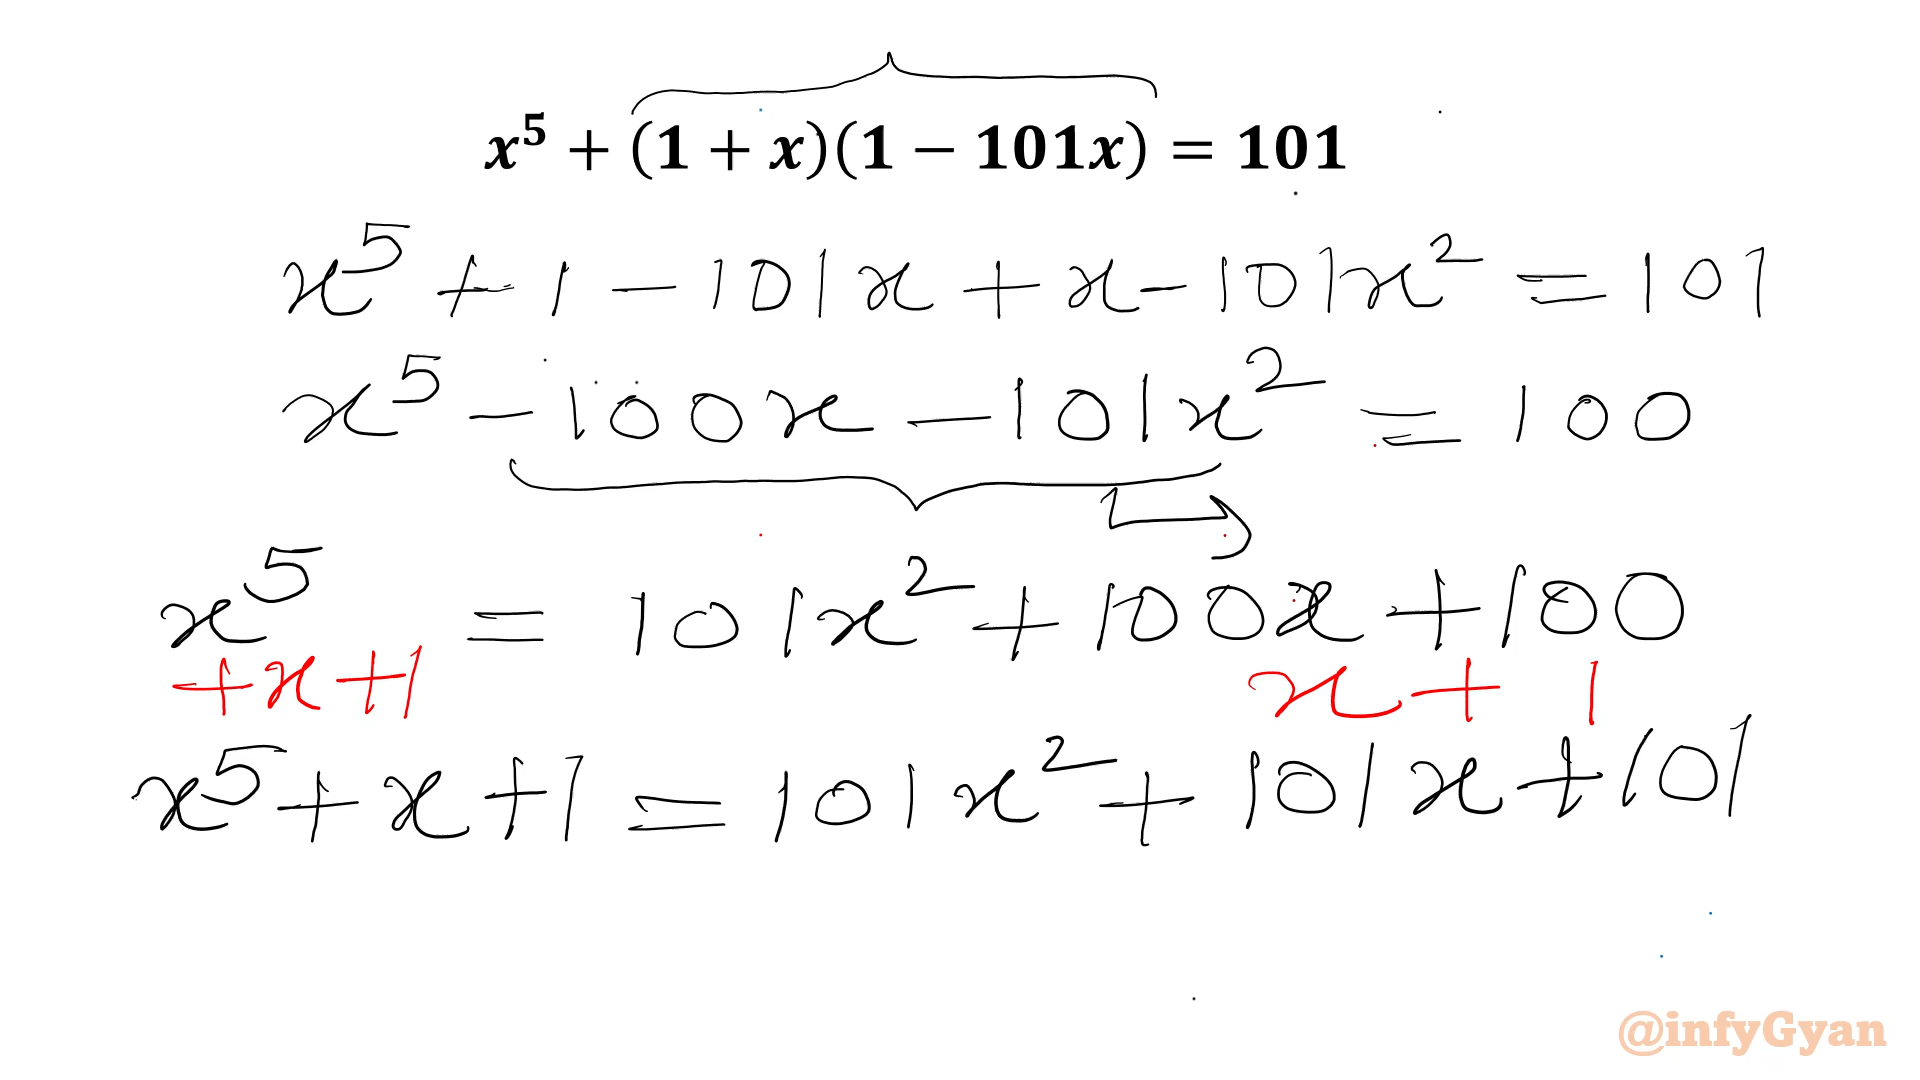 x⁵ + (1 + x)(1 − 101x) = 101
x⁵ + 1 − 101x + x − 101x² = 101
x⁵ − 100x − 101x² = 100
x⁵ = 101x² + 100x + 100
+x+1 x + 1
x⁵ + x + 1 = 101x² + 101x + 101
@infyGyan